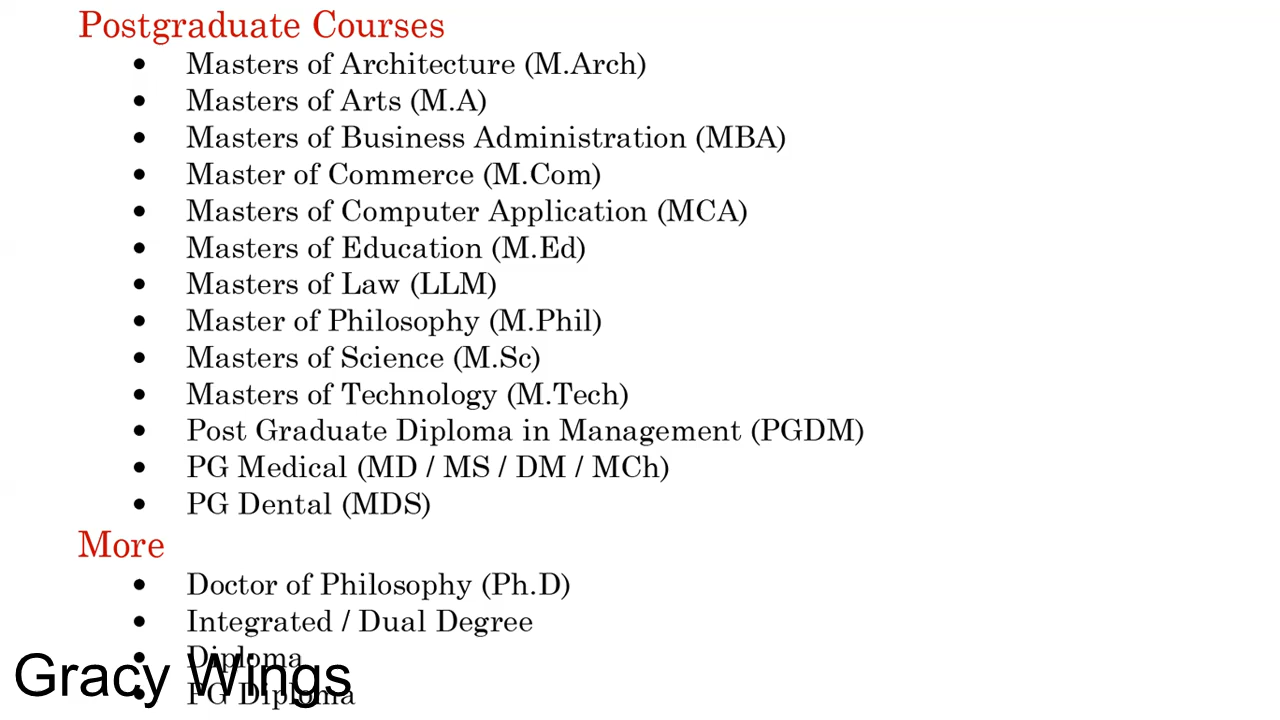 Postgraduate Courses
• Masters of Architecture (M.Arch)
• Masters of Arts (M.A)
• Masters of Business Administration (MBA)
• Master of Commerce (M.Com)
• Masters of Computer Application (MCA)
• Masters of Education (M.Ed)
• Masters of Law (LLM)
• Master of Philosophy (M.Phil)
• Masters of Science (M.Sc)
• Masters of Technology (M.Tech)
• Post Graduate Diploma in Management (PGDM)
• PG Medical (MD / MS / DM / MCh)
• PG Dental (MDS)
More
• Doctor of Philosophy (Ph.D)
• Integrated / Dual Degree
• Diploma
Gracy Wings
• PG Diploma